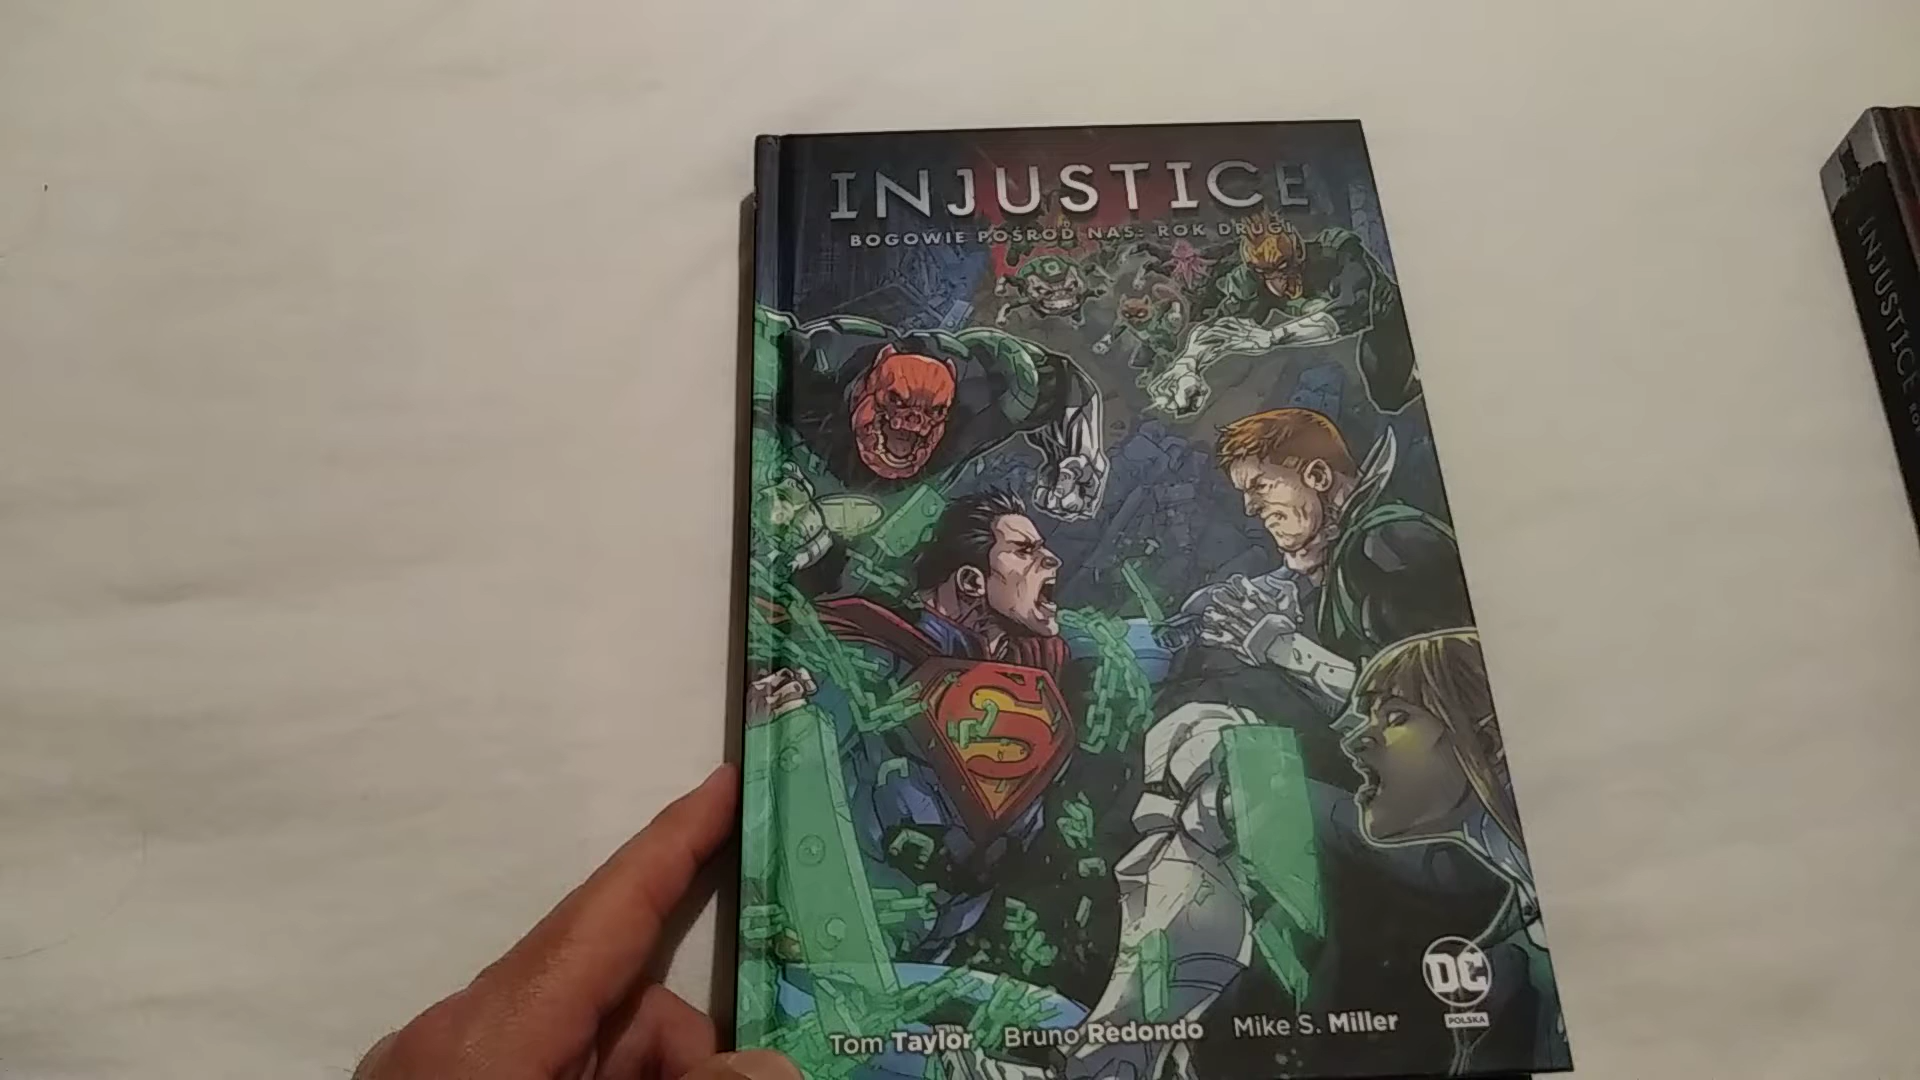 INJUSTICE
BOGOWIE POŚRÓD NAS: ROK DRUGI
DC
POLSKA
Tom Taylor Bruno Redondo Mike S. Miller
INJUSTICE